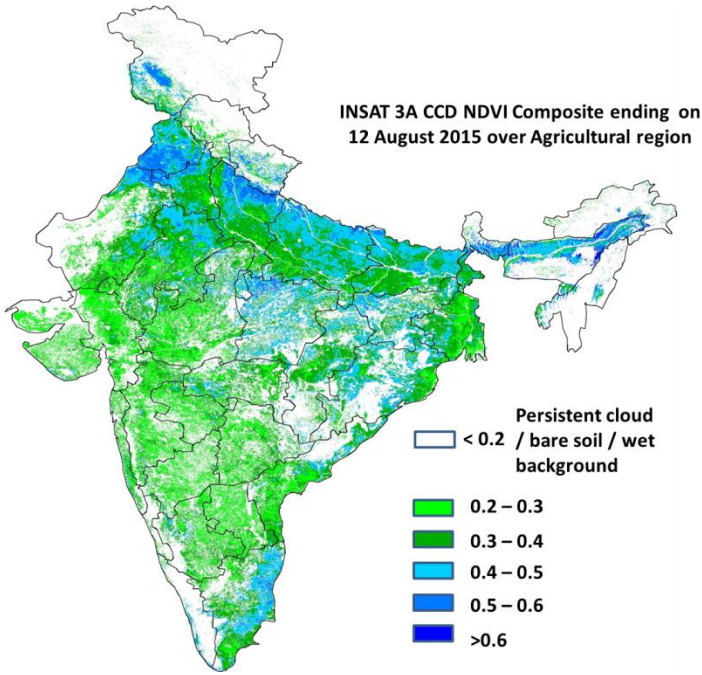 INSAT 3A CCD NDVI Composite ending on
12 August 2015 over Agricultural region
< 0.2 Persistent cloud
/ bare soil / wet
background
0.2 – 0.3
0.3 – 0.4
0.4 – 0.5
0.5 – 0.6
>0.6